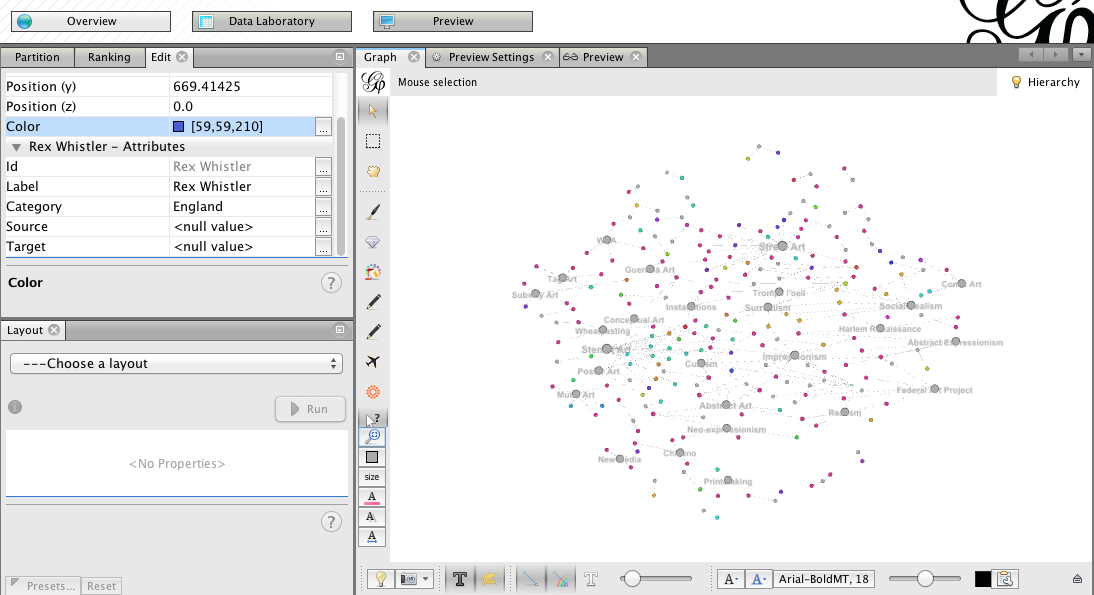 Overview
Data Laboratory
Preview
Partition
Ranking
Edit
Graph
Preview Settings
Preview
Mouse selection
Hierarchy
Position (y) 669.41425
Position (z) 0.0
Color [59,59,210] ...
Rex Whistler – Attributes
Id Rex Whistler ...
Label Rex Whistler ...
Category England ...
Source <null value> ...
Target <null value> ...
Color
?
Layout
---Choose a layout
Run
<No Properties>
?
Presets...
Reset
?
size
A
A
A
Street Art
Guerilla Art
Tag Art
Subway Art
Comic Art
Trompe l'oeil
Installations
Surrealism
Social Realism
Conceptual Art
Wheatpasting
Harlem Renaissance
Abstract Expressionism
Stencil Art
Impressionism
Cubism
Poster Art
Federal Art Project
Mural Art
Abstract Art
Realism
Neo-expressionism
Chicano
New Media
Printmaking
T
T
A
A
Arial-BoldMT, 18